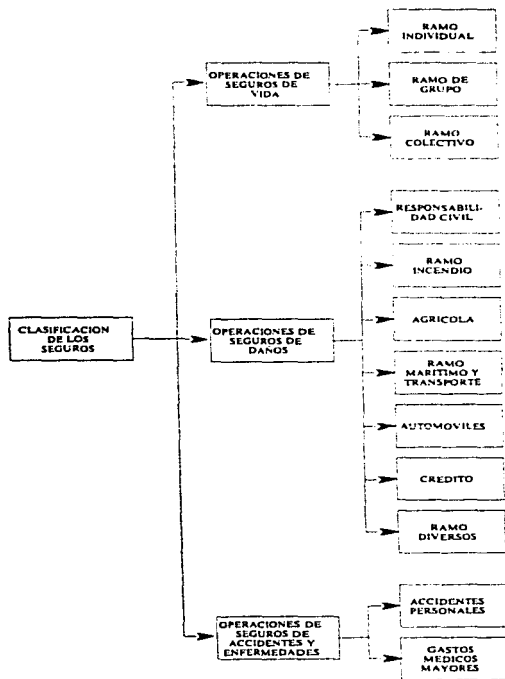 CLASIFICACION
DE LOS
SEGUROS
OPERACIONES DE
SEGUROS DE
VIDA
RAMO
INDIVIDUAL
RAMO DE
GRUPO
RAMO
COLECTIVO
OPERACIONES DE
SEGUROS DE
DAÑOS
RESPONSABILI-
DAD CIVIL
RAMO
INCENDIO
AGRICOLA
RAMO
MARITIMO Y
TRANSPORTE
AUTOMOVILES
CREDITO
RAMO
DIVERSOS
OPERACIONES DE
SEGUROS DE
ACCIDENTES Y
ENFERMEDADES
ACCIDENTES
PERSONALES
GASTOS
MEDICOS
MAYORES